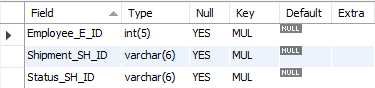 Field Type Null Key Default Extra
Employee_E_ID int(5) YES MUL NULL
Shipment_SH_ID varchar(6) YES MUL NULL
Status_SH_ID varchar(6) YES MUL NULL